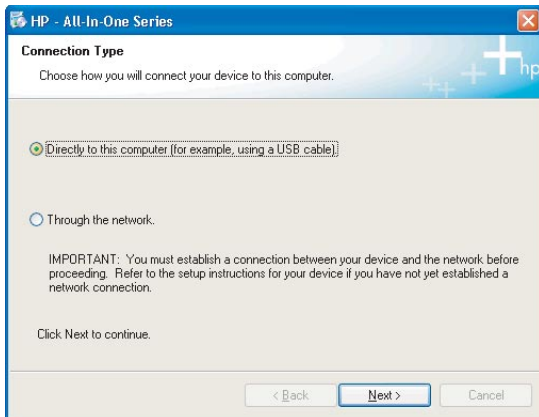 HP - All-In-One Series
Connection Type
Choose how you will connect your device to this computer.
hp
Directly to this computer (for example, using a USB cable).
Through the network.
IMPORTANT: You must establish a connection between your device and the network before
proceeding. Refer to the setup instructions for your device if you have not yet established a
network connection.
Click Next to continue.
< Back
Next >
Cancel